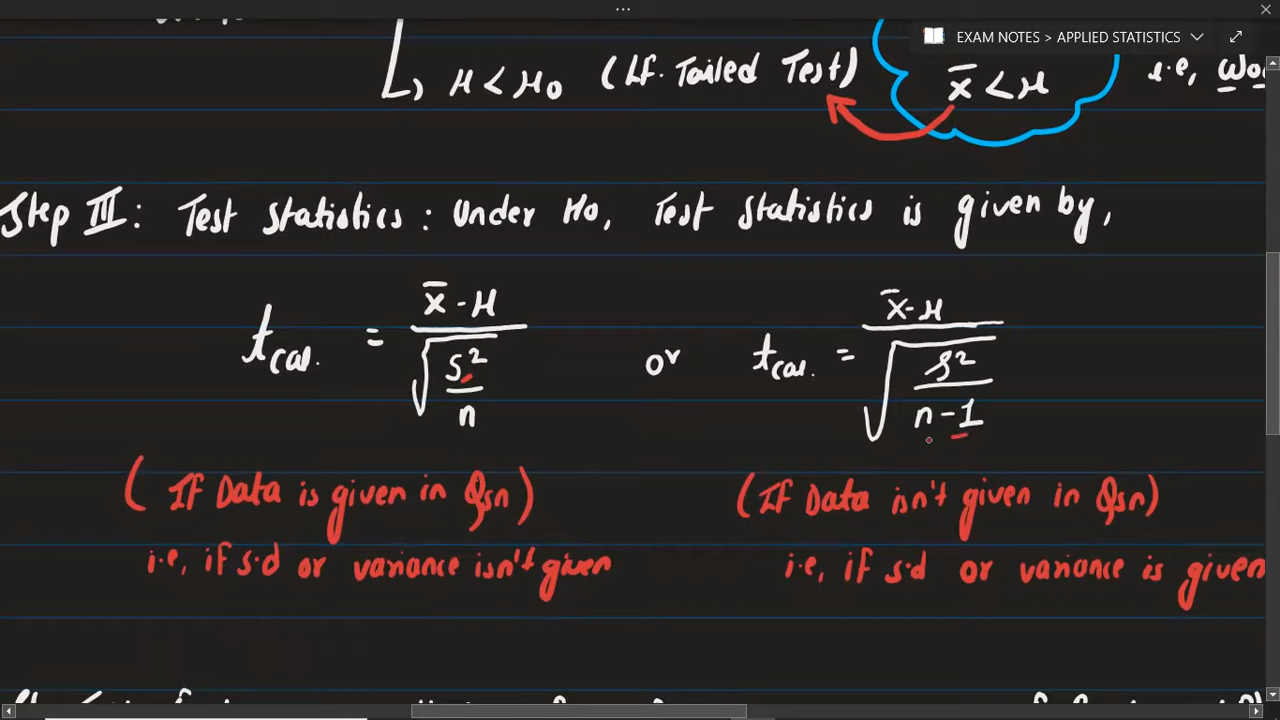 EXAM NOTES > APPLIED STATISTICS
μ < μ0 (Lf. Tailed Test) x̄ < μ i.e,
Step III: Test Statistics: Under H0, Test Statistics is given by,
tcal. = x̄ - μ / √(S²/n) or tcal. = x̄ - μ / √(s²/n-1)
(If Data is given in Qsn) (If Data isn't given in Qsn)
i.e, if s.d or variance isn't given i.e, if s.d or variance is given